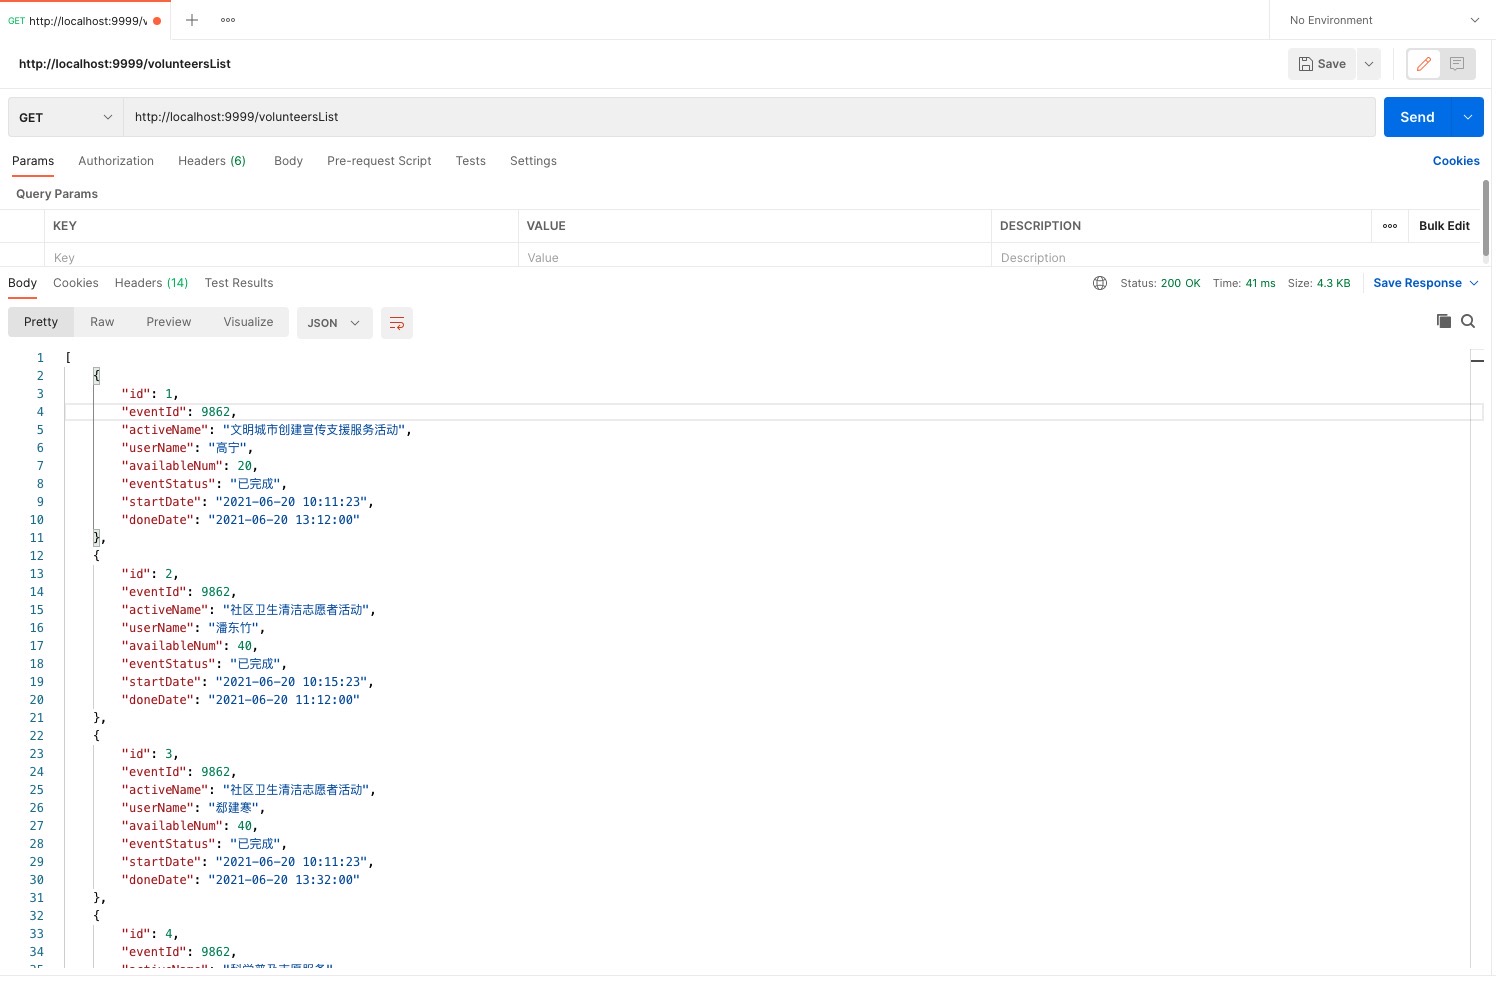 GET http://localhost:9999/v
No Environment
http://localhost:9999/volunteersList
Save
GET http://localhost:9999/volunteersList Send
Params Authorization Headers (6) Body Pre-request Script Tests Settings Cookies
Query Params
KEY VALUE DESCRIPTION Bulk Edit
Key Value Description
Body Cookies Headers (14) Test Results Status: 200 OK Time: 41 ms Size: 4.3 KB Save Response
Pretty Raw Preview Visualize JSON
1 [
2 {
3 "id": 1,
4 "eventId": 9862,
5 "activeName": "文明城市创建宣传支援服务活动",
6 "userName": "高宁",
7 "availableNum": 20,
8 "eventStatus": "已完成",
9 "startDate": "2021-06-20 10:11:23",
10 "doneDate": "2021-06-20 13:12:00"
11 },
12 {
13 "id": 2,
14 "eventId": 9862,
15 "activeName": "社区卫生清洁志愿者活动",
16 "userName": "潘东竹",
17 "availableNum": 40,
18 "eventStatus": "已完成",
19 "startDate": "2021-06-20 10:15:23",
20 "doneDate": "2021-06-20 11:12:00"
21 },
22 {
23 "id": 3,
24 "eventId": 9862,
25 "activeName": "社区卫生清洁志愿者活动",
26 "userName": "郄建寒",
27 "availableNum": 40,
28 "eventStatus": "已完成",
29 "startDate": "2021-06-20 10:11:23",
30 "doneDate": "2021-06-20 13:32:00"
31 },
32 {
33 "id": 4,
34 "eventId": 9862,
35 "activeName": "科学普及志愿服务"